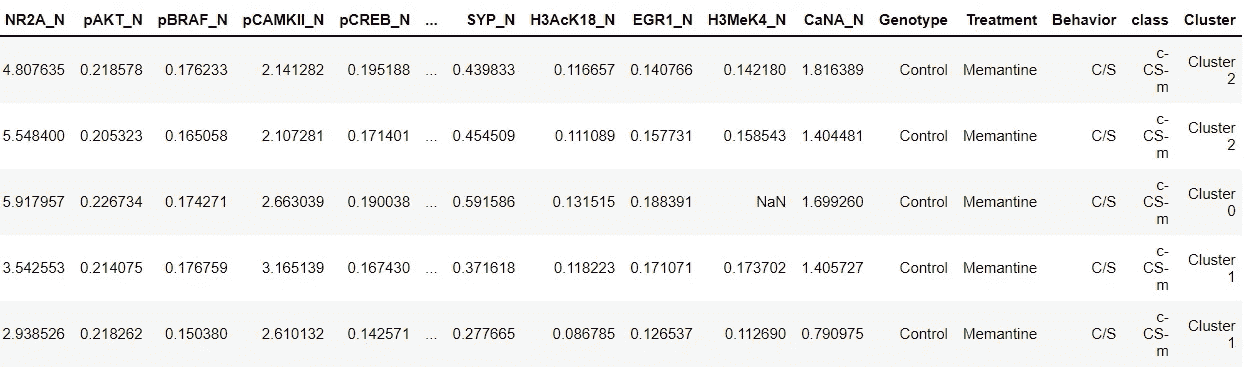 NR2A_N pAKT_N pBRAF_N pCAMKII_N pCREB_N ... SYP_N H3AcK18_N EGR1_N H3MeK4_N CaNA_N Genotype Treatment Behavior class Cluster
4.807635 0.218578 0.176233 2.141282 0.195188 ... 0.439833 0.116657 0.140766 0.142180 1.816389 Control Memantine C/S c-CS-m Cluster 2
5.548400 0.205323 0.165058 2.107281 0.171401 ... 0.454509 0.111089 0.157731 0.158543 1.404481 Control Memantine C/S c-CS-m Cluster 2
5.917957 0.226734 0.174271 2.663039 0.190038 ... 0.591586 0.131515 0.188391 NaN 1.699260 Control Memantine C/S c-CS-m Cluster 0
3.542553 0.214075 0.176759 3.165139 0.167430 ... 0.371618 0.118223 0.171071 0.173702 1.405727 Control Memantine C/S c-CS-m Cluster 1
2.938526 0.218262 0.150380 2.610132 0.142571 ... 0.277665 0.086785 0.126537 0.112690 0.790975 Control Memantine C/S c-CS-m Cluster 1